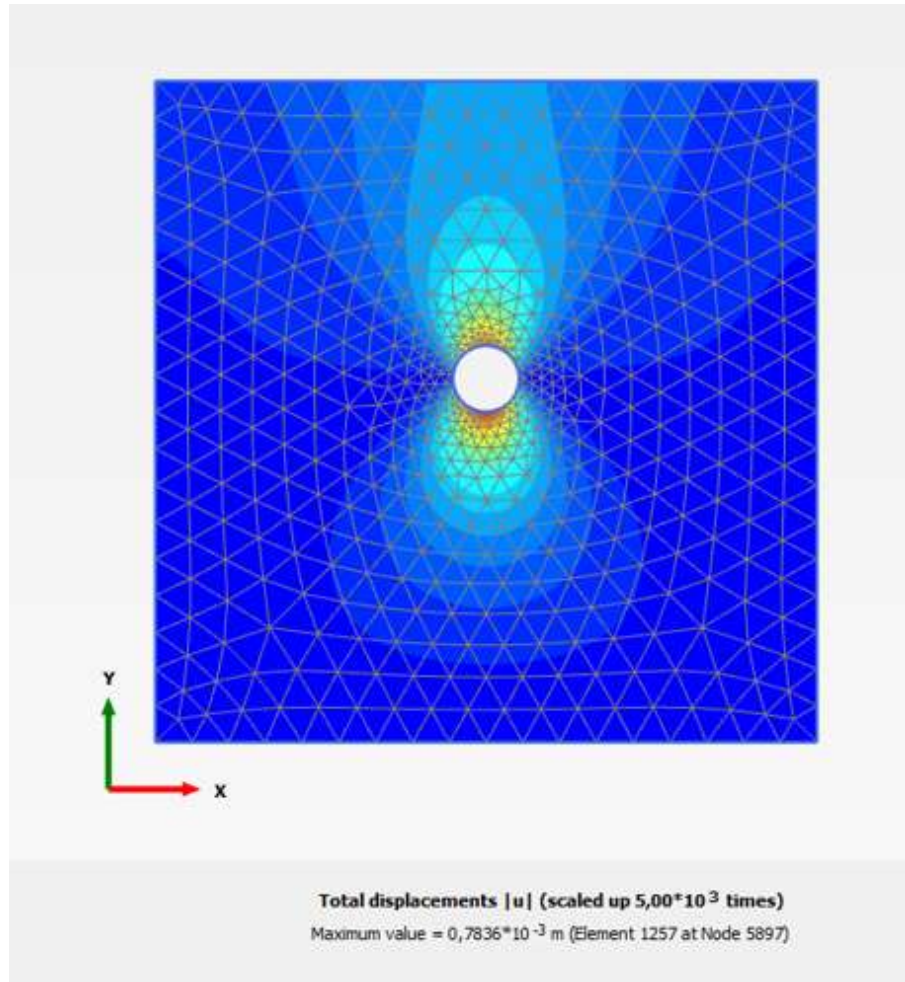 Y
X
Total displacements |u| (scaled up 5,00*10 3 times)
Maximum value = 0,7836*10 -3 m (Element 1257 at Node 5897)